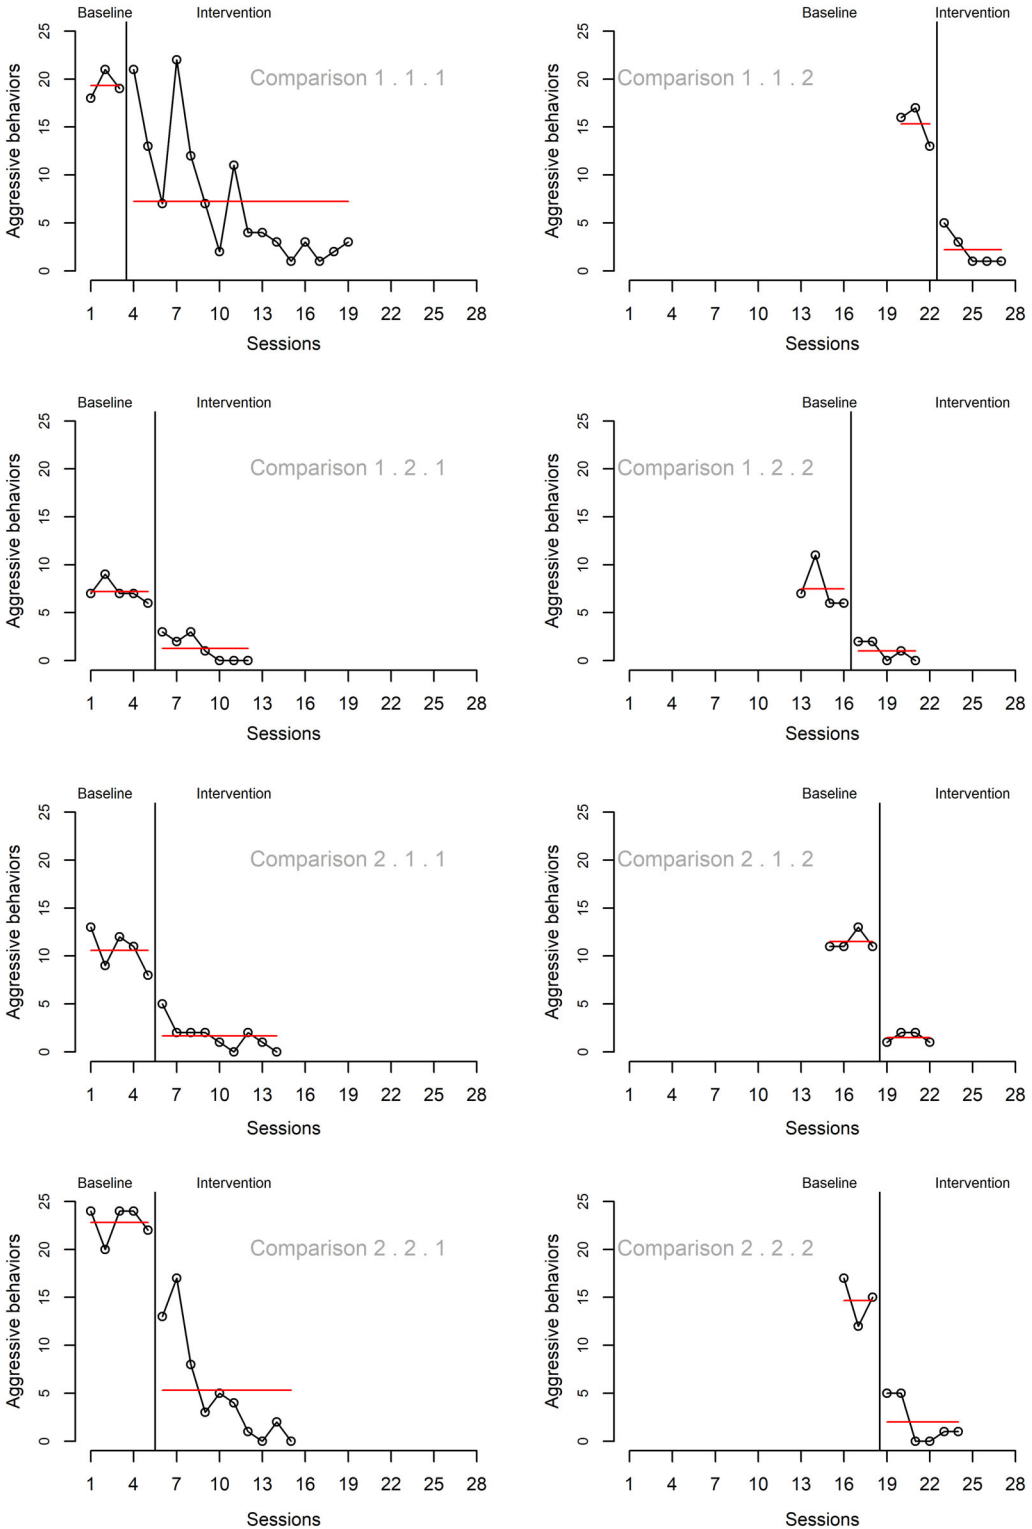 Baseline Intervention
Comparison 1 . 1 . 1
Aggressive behaviors
25
20
15
10
5
0
1 4 7 10 13 16 19 22 25 28
Sessions
Baseline Intervention
Comparison 1 . 1 . 2
Aggressive behaviors
25
20
15
10
5
0
1 4 7 10 13 16 19 22 25 28
Sessions
Baseline Intervention
Comparison 1 . 2 . 1
Aggressive behaviors
25
20
15
10
5
0
1 4 7 10 13 16 19 22 25 28
Sessions
Baseline Intervention
Comparison 1 . 2 . 2
Aggressive behaviors
25
20
15
10
5
0
1 4 7 10 13 16 19 22 25 28
Sessions
Baseline Intervention
Comparison 2 . 1 . 1
Aggressive behaviors
25
20
15
10
5
0
1 4 7 10 13 16 19 22 25 28
Sessions
Baseline Intervention
Comparison 2 . 1 . 2
Aggressive behaviors
25
20
15
10
5
0
1 4 7 10 13 16 19 22 25 28
Sessions
Baseline Intervention
Comparison 2 . 2 . 1
Aggressive behaviors
25
20
15
10
5
0
1 4 7 10 13 16 19 22 25 28
Sessions
Baseline Intervention
Comparison 2 . 2 . 2
Aggressive behaviors
25
20
15
10
5
0
1 4 7 10 13 16 19 22 25 28
Sessions